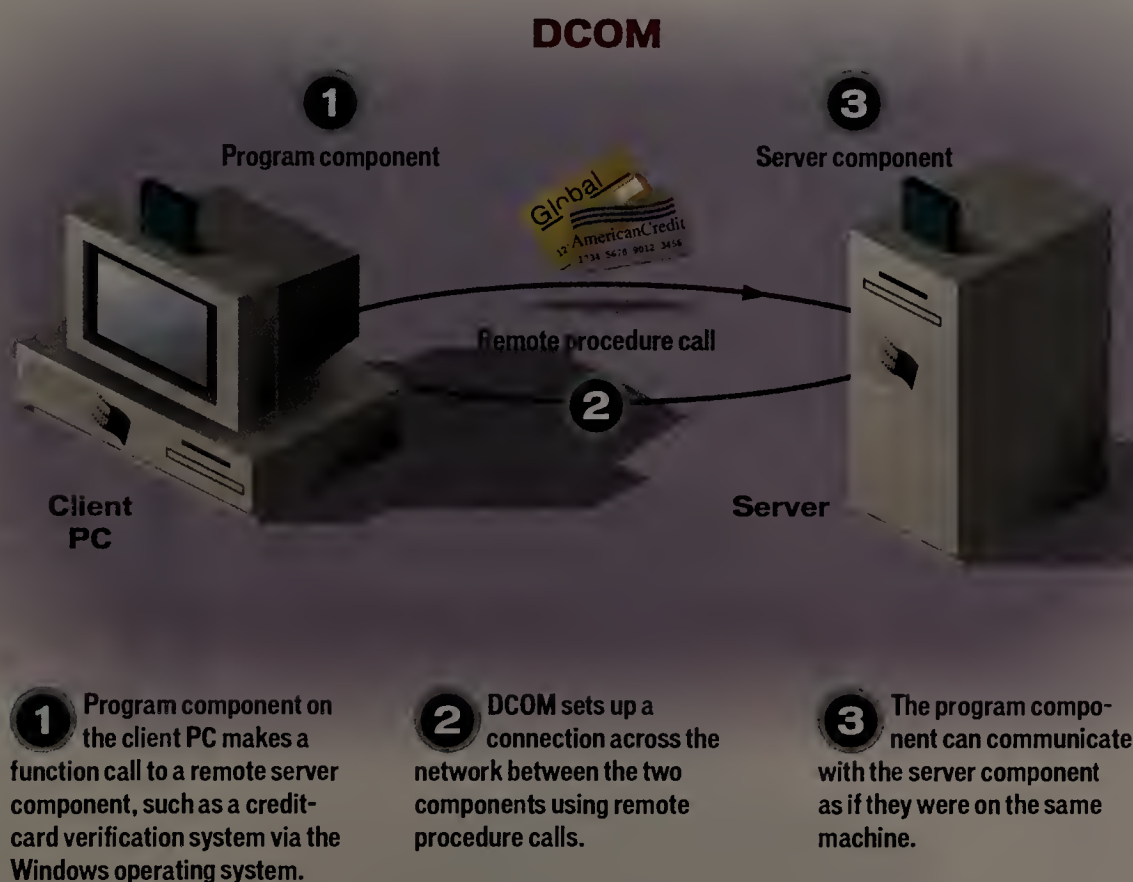 DCOM
1
Program component
3
Server component
Global
AmericanCredit
1234 5678 9012 3456
Remote procedure call
2
Client
PC
Server
1 Program component on
the client PC makes a
function call to a remote server
component, such as a credit-
card verification system via the
Windows operating system.
2 DCOM sets up a
connection across the
network between the two
components using remote
procedure calls.
3 The program compo-
nent can communicate
with the server component
as if they were on the same
machine.